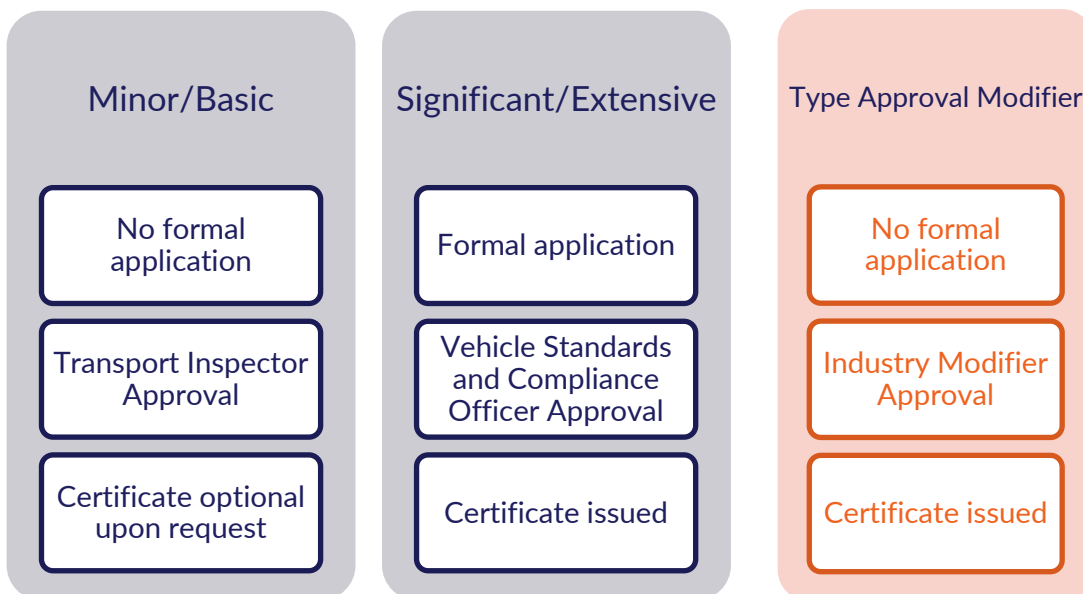 Minor/Basic
No formal
application
Transport Inspector
Approval
Certificate optional
upon request
Significant/Extensive
Formal application
Vehicle Standards
and Compliance
Officer Approval
Certificate issued
Type Approval Modifier
No formal
application
Industry Modifier
Approval
Certificate issued